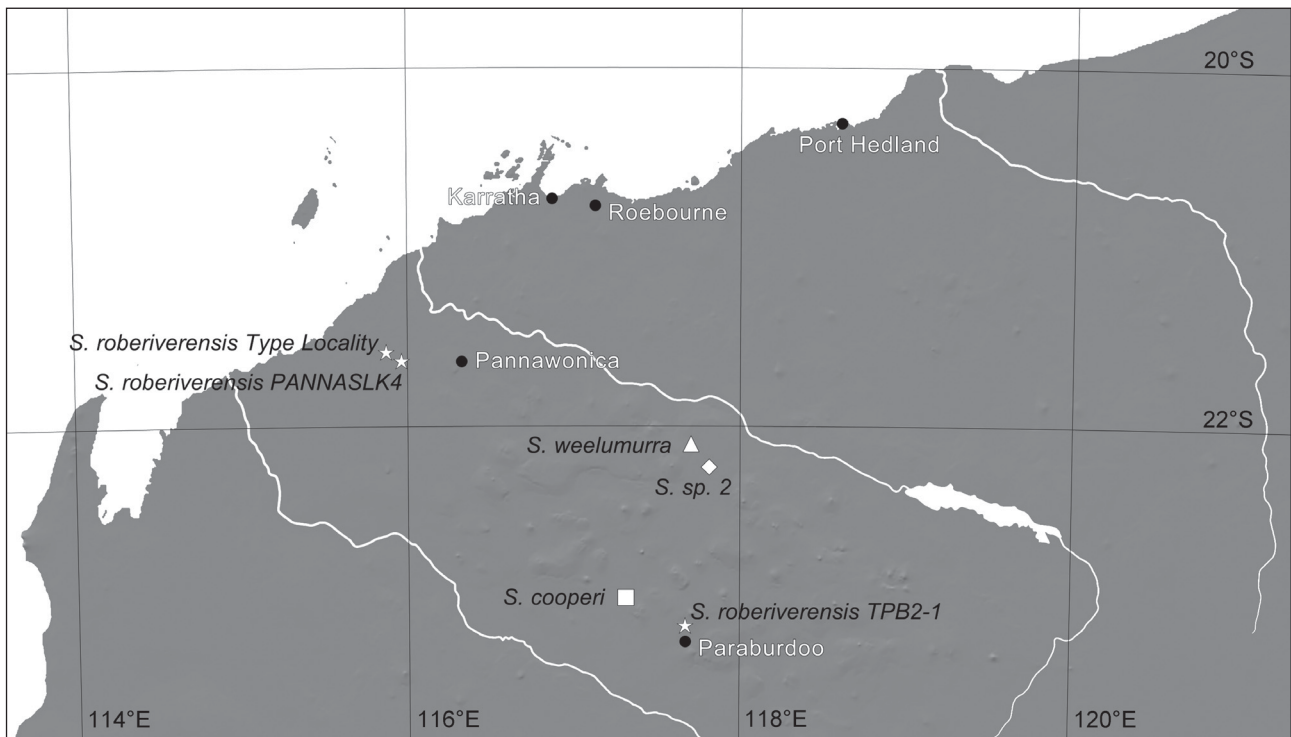 20°S
Port Hedland
Karratha
Roebourne
S. roberiverensis Type Locality
Pannawonica
S. roberiverensis PANNASLK4
22°S
S. weelumurra
S. sp. 2
S. cooperi
S. roberiverensis TPB2-1
Paraburdoo
114°E
116°E
118°E
120°E